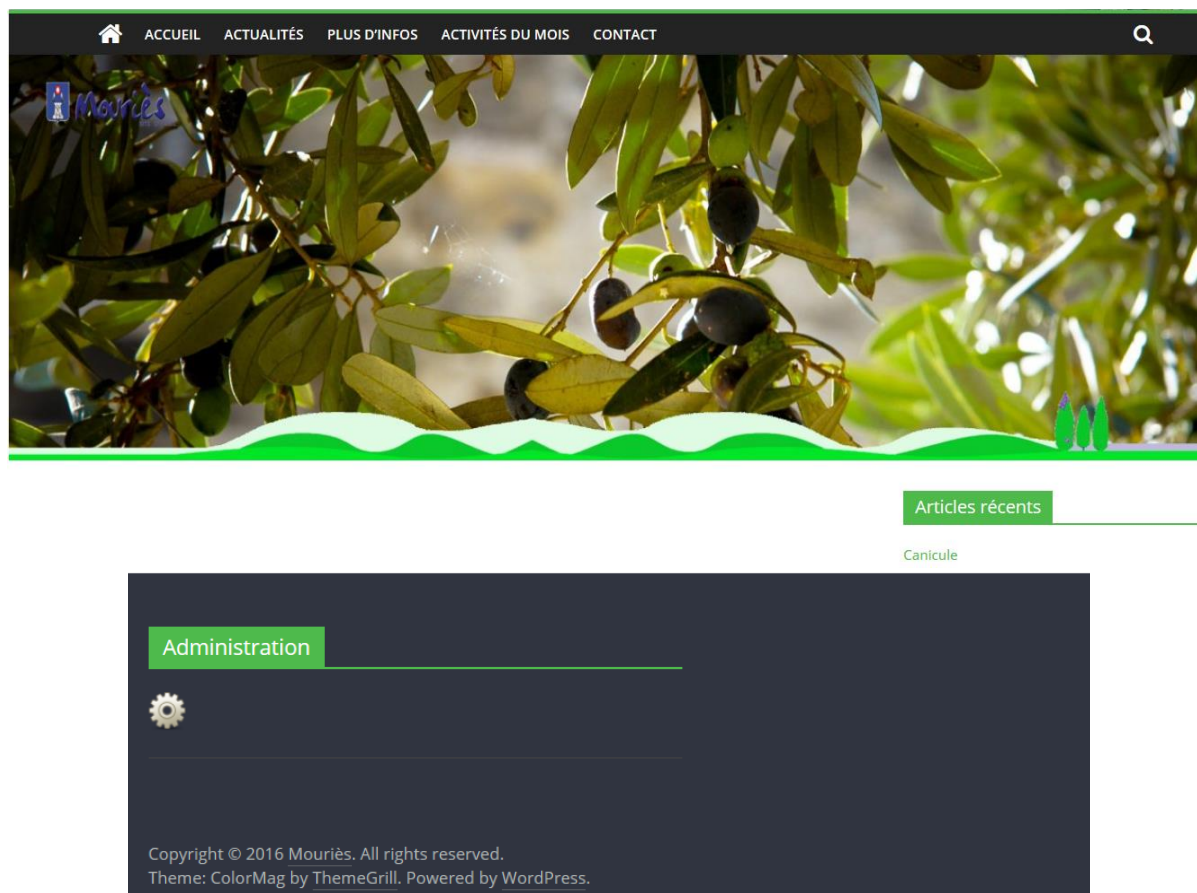 ACCUEIL ACTUALITÉS PLUS D'INFOS ACTIVITÉS DU MOIS CONTACT
Mouriès
Articles récents
Canicule
Administration
Copyright © 2016 Mouriès. All rights reserved.
Theme: ColorMag by ThemeGrill. Powered by WordPress.